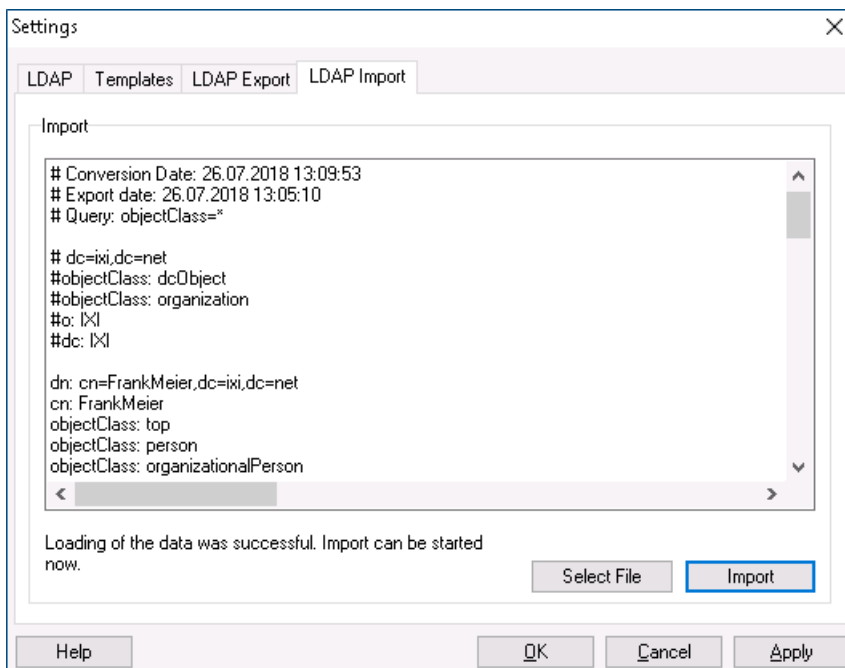 Settings
LDAP Templates LDAP Export LDAP Import
Import
# Conversion Date: 26.07.2018 13:09:53
# Export date: 26.07.2018 13:05:10
# Query: objectClass=*
# dc=ixi,dc=net
#objectClass: dcObject
#objectClass: organization
#o: IXI
#dc: IXI
dn: cn=FrankMeier,dc=ixi,dc=net
cn: FrankMeier
objectClass: top
objectClass: person
objectClass: organizationalPerson
Loading of the data was successful. Import can be started
now.
Select File Import
Help OK Cancel Apply